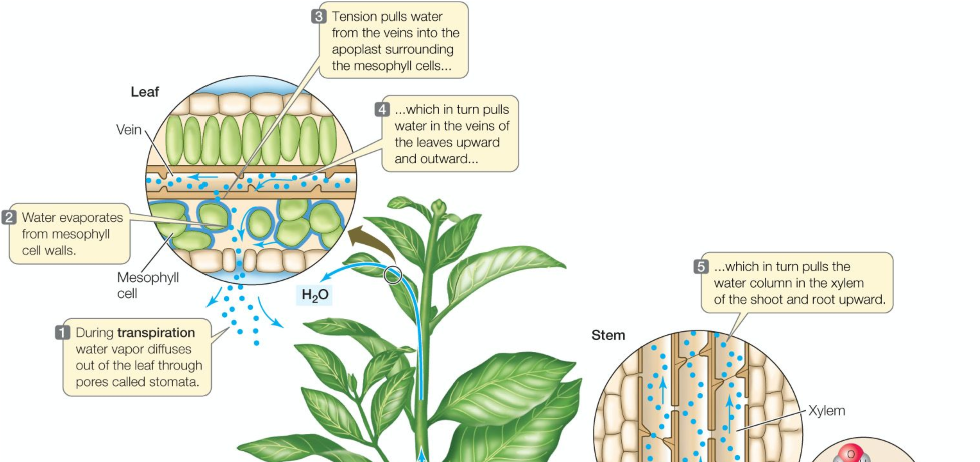 3 Tension pulls water
from the veins into the
apoplast surrounding
the mesophyll cells...
Leaf
4 ...which in turn pulls
water in the veins of
the leaves upward
and outward...
Vein
2 Water evaporates
from mesophyll
cell walls.
Mesophyll
cell
H₂O
5 ...which in turn pulls the
water column in the xylem
of the shoot and root upward.
1 During transpiration
water vapor diffuses
out of the leaf through
pores called stomata.
Stem
Xylem
O